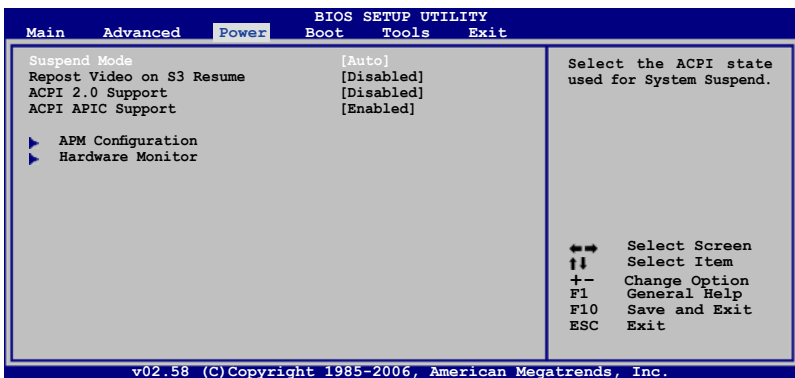 BIOS SETUP UTILITY
Main Advanced Power Boot Tools Exit
Suspend Mode [Auto]
Repost Video on S3 Resume [Disabled]
ACPI 2.0 Support [Disabled]
ACPI APIC Support [Enabled]
APM Configuration
Hardware Monitor
Select the ACPI state
used for System Suspend.
Select Screen
Select Item
+- Change Option
F1 General Help
F10 Save and Exit
ESC Exit
v02.58 (C)Copyright 1985-2006, American Megatrends, Inc.